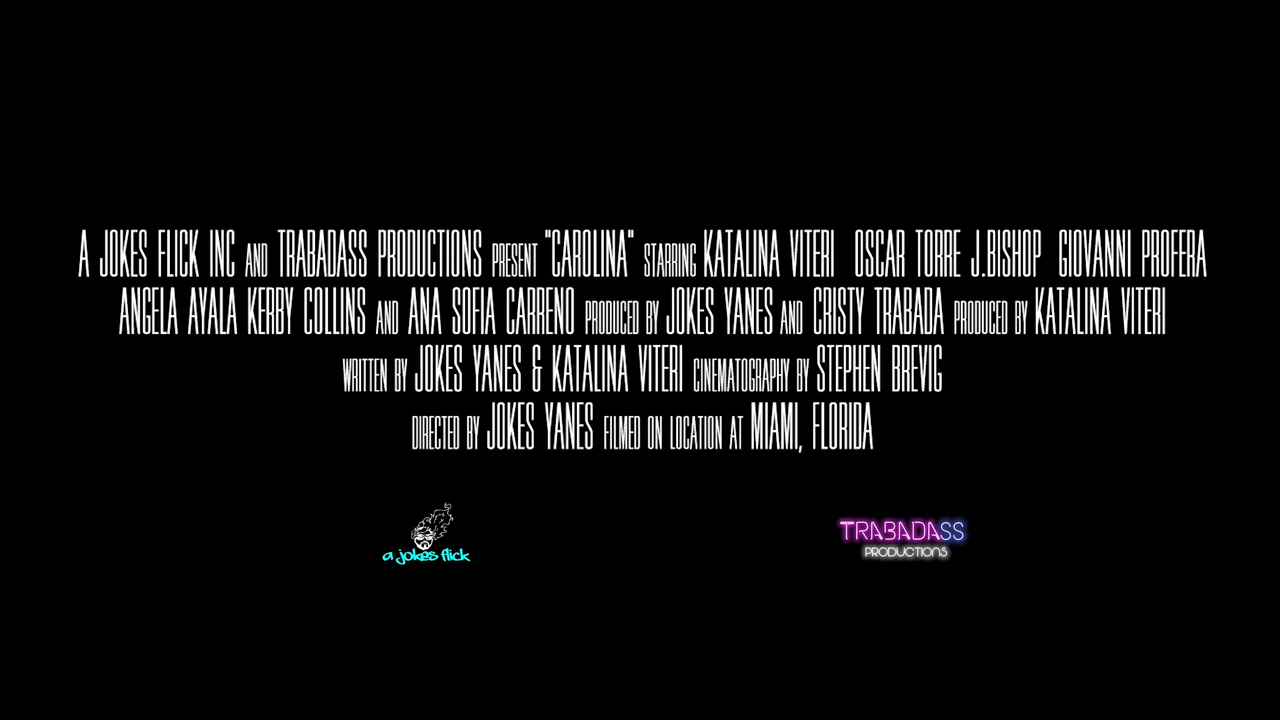 A JOKES FLICK INC AND TRABADASS PRODUCTIONS PRESENT "CAROLINA" STARRING KATALINA VITERI OSCAR TORRE J.BISHOP GIOVANNI PROFERA
ANGELA AYALA KERBY COLLINS AND ANA SOFIA CARRENO PRODUCED BY JOKES YANES AND CRISTY TRABADA PRODUCED BY KATALINA VITERI
WRITTEN BY JOKES YANES & KATALINA VITERI CINEMATOGRAPHY BY STEPHEN BREVIG
DIRECTED BY JOKES YANES FILMED ON LOCATION AT MIAMI, FLORIDA
a jokes flick
TRABADASS
PRODUCTIONS